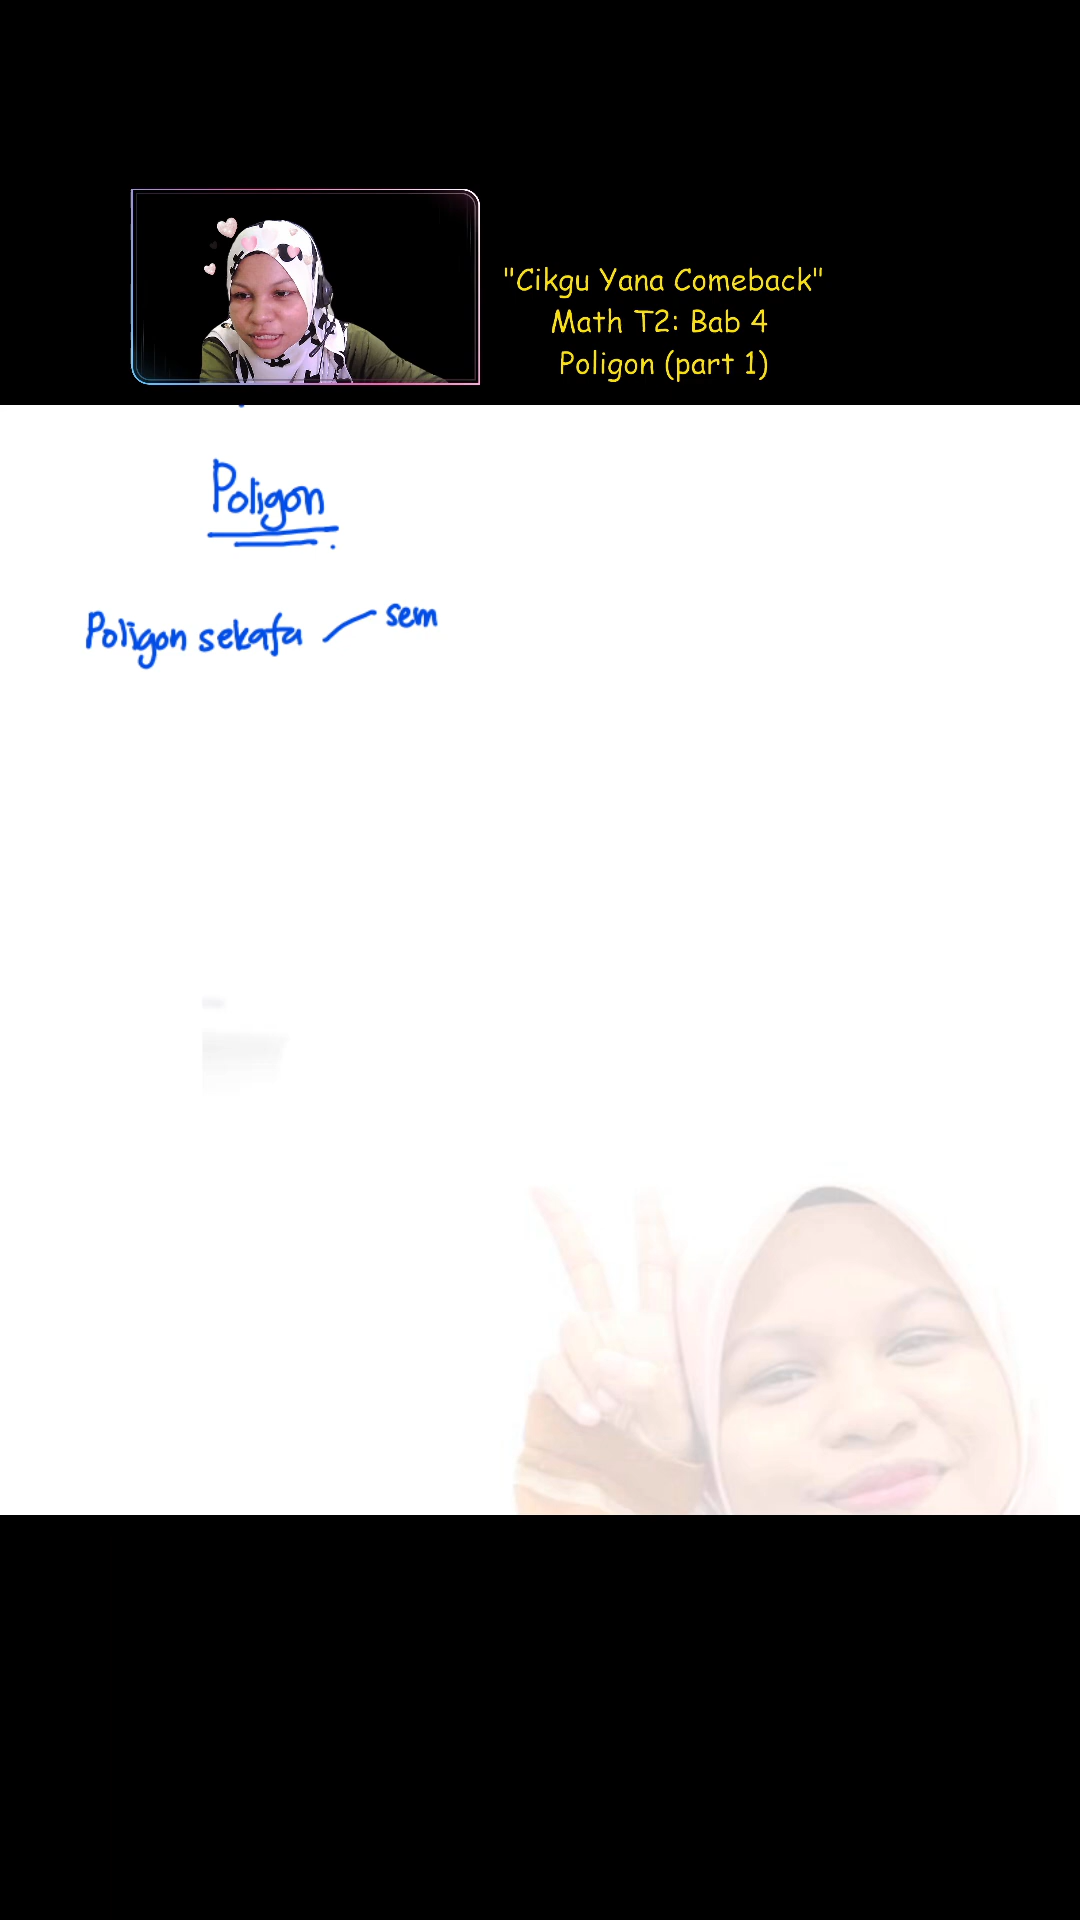 "Cikgu Yana Comeback"
Math T2: Bab 4
Poligon (part 1)
Poligon
Poligon sekata sem